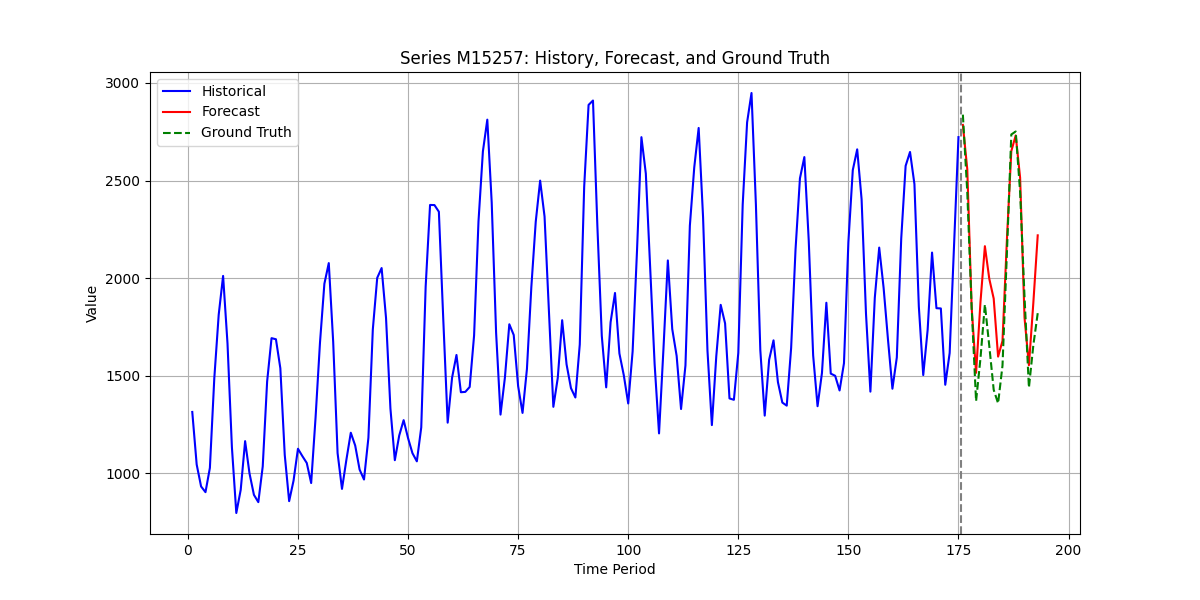 Series M15257: History, Forecast, and Ground Truth
Historical
Forecast
Ground Truth
3000
2500
2000
1500
1000
Value
0 25 50 75 100 125 150 175 200
Time Period